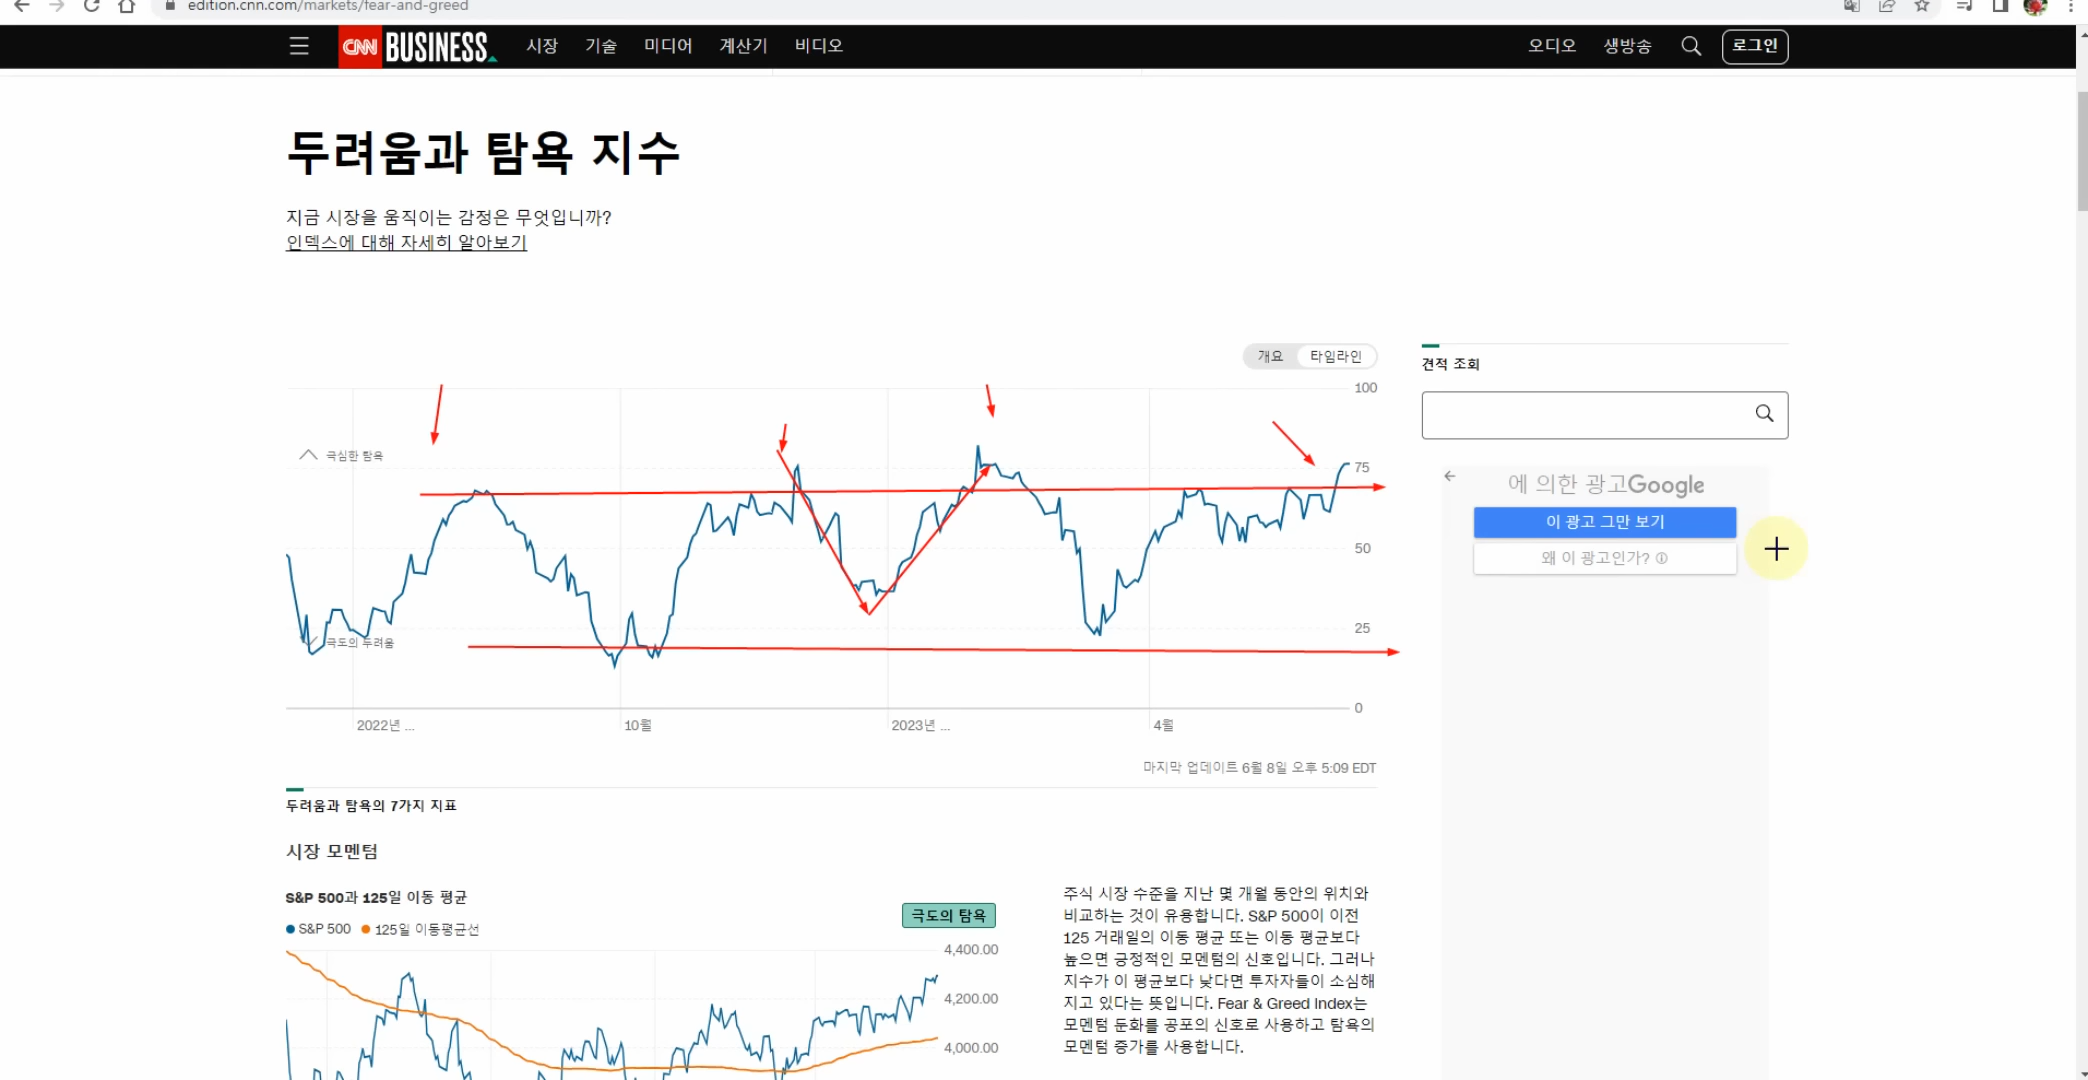 edition.cnn.com/markets/fear-and-greed
CNN BUSINESS 시장 기술 미디어 계산기 비디오 오디오 생방송 로그인
두려움과 탐욕 지수
지금 시장을 움직이는 감정은 무엇입니까?
인덱스에 대해 자세히 알아보기
개요 타임라인
100
극심한 탐욕
75
50
25
극도의 두려움
0
2022년 ... 10월 2023년 ... 4월
마지막 업데이트 6월 8일 오후 5:09 EDT
견적 조회
에 의한 광고Google
이 광고 그만 보기
왜 이 광고인가?
두려움과 탐욕의 7가지 지표
시장 모멘텀
S&P 500과 125일 이동 평균
S&P 500 125일 이동평균선
극도의 탐욕
4,400.00
4,200.00
4,000.00
주식 시장 수준을 지난 몇 개월 동안의 위치와
비교하는 것이 유용합니다. S&P 500이 이전
125 거래일의 이동 평균 또는 이동 평균보다
높으면 긍정적인 모멘텀의 신호입니다. 그러나
지수가 이 평균보다 낮다면 투자자들이 소심해
지고 있다는 뜻입니다. Fear & Greed Index는
모멘텀 둔화를 공포의 신호로 사용하고 탐욕의
모멘텀 증가를 사용합니다.